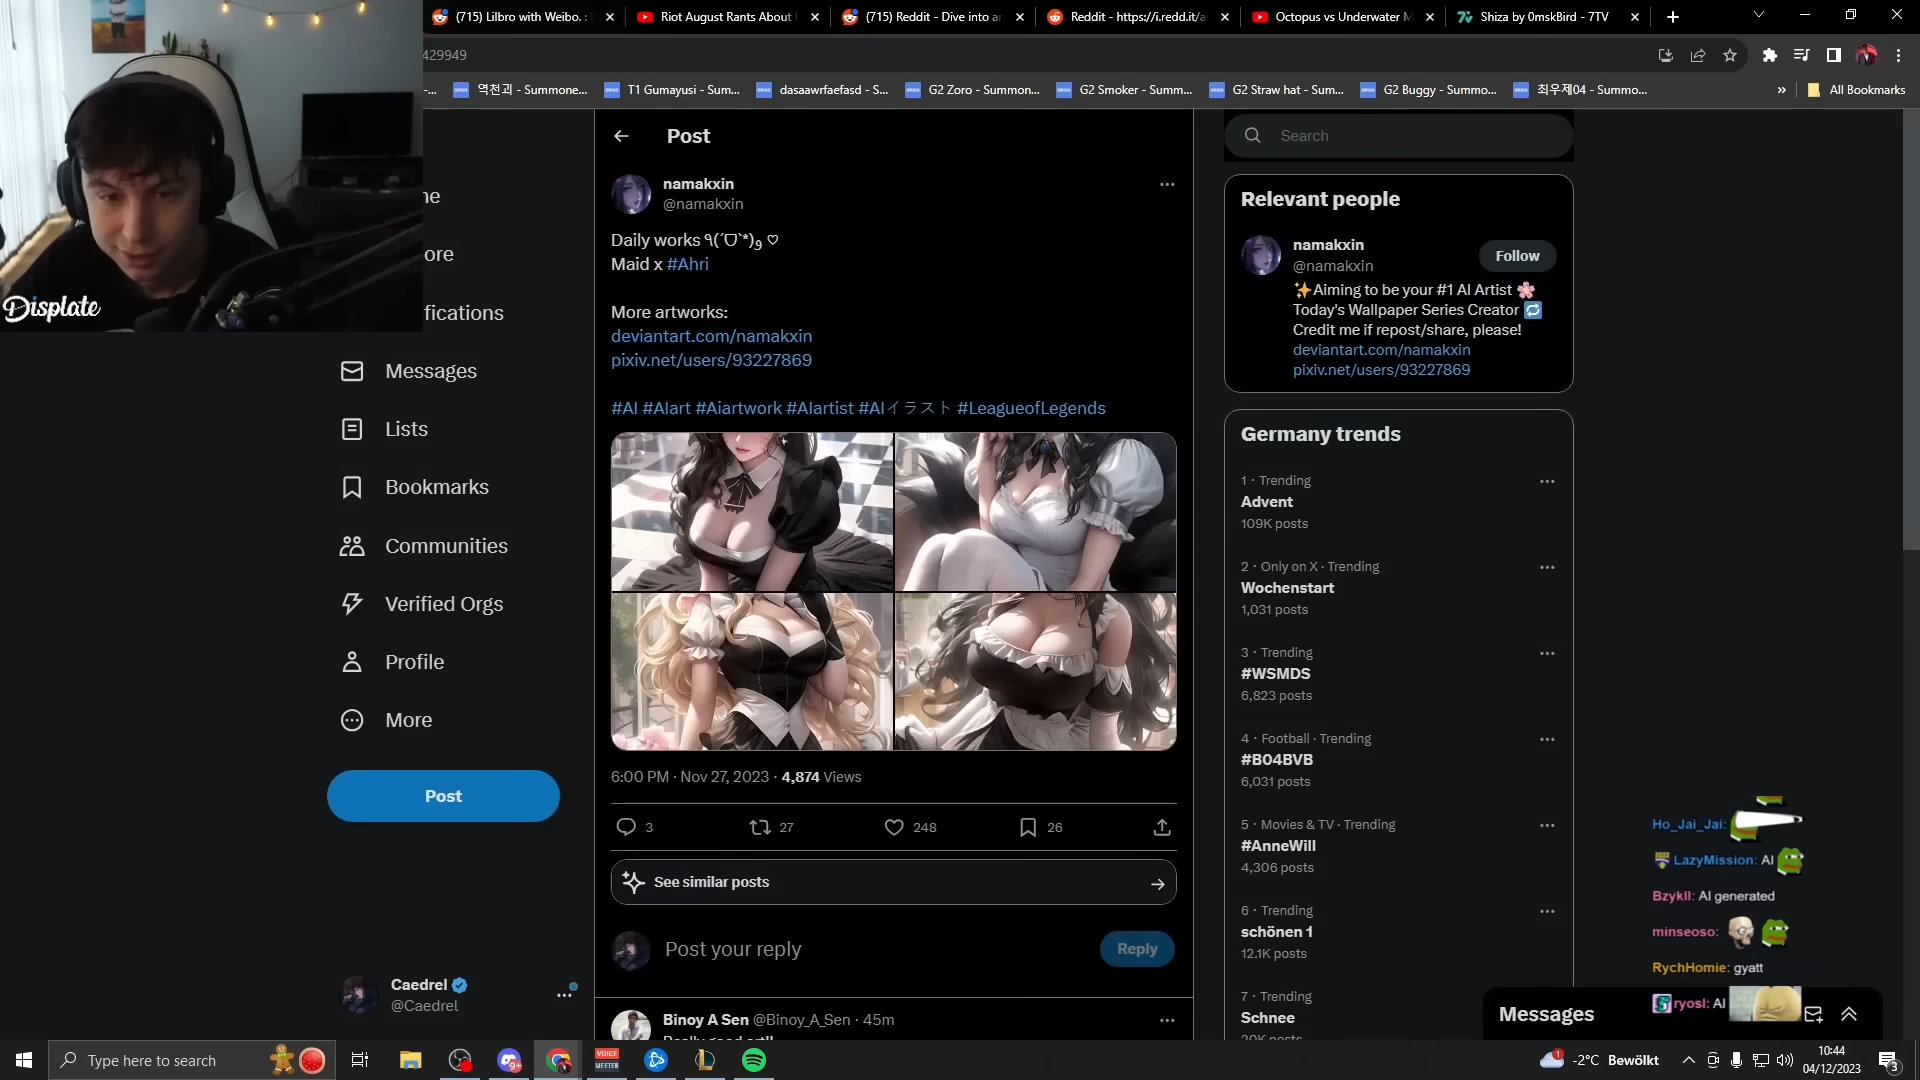 (715) Lilbro with Weibo. :
Riot August Rants About
(715) Reddit - Dive into an
Reddit - https://i.redd.it/a
Octopus vs Underwater M
Shiza by 0mskBird - 7TV
429949
역천괴 - Summone...
T1 Gumayusi - Sum...
dasaawrfaefasd - S...
G2 Zoro - Summon...
G2 Smoker - Summ...
G2 Straw hat - Sum...
G2 Buggy - Summo...
최우제04 - Summo...
»
All Bookmarks
Displate
ore
fications
Messages
Lists
Bookmarks
Communities
Verified Orgs
Profile
More
Post
Caedrel
@Caedrel
Post
namakxin
@namakxin
Daily works ٩(ˊᗜˋ*)و ♡
Maid x #Ahri
More artworks:
deviantart.com/namakxin
pixiv.net/users/93227869
#AI #AIart #Aiartwork #AIartist #AIイラスト #LeagueofLegends
6:00 PM · Nov 27, 2023 · 4,874 Views
3
27
248
26
See similar posts
Post your reply
Reply
Binoy A Sen @Binoy_A_Sen · 45m
Search
Relevant people
namakxin
@namakxin
Follow
✨Aiming to be your #1 AI Artist 🌸
Today's Wallpaper Series Creator 🔁
Credit me if repost/share, please!
deviantart.com/namakxin
pixiv.net/users/93227869
Germany trends
1 · Trending
Advent
109K posts
2 · Only on X · Trending
Wochenstart
1,031 posts
3 · Trending
#WSMDS
6,823 posts
4 · Football · Trending
#B04BVB
6,031 posts
5 · Movies & TV · Trending
#AnneWill
4,306 posts
6 · Trending
schönen 1
12.1K posts
7 · Trending
Schnee
Ho_Jai_Jai:
LazyMission: AI
Bzykll: AI generated
minseoso:
RychHomie: gyatt
ryosl: AI
Messages
Type here to search
9+
VOICE
MEETER
1
-2°C Bewölkt
10:44
04/12/2023
3